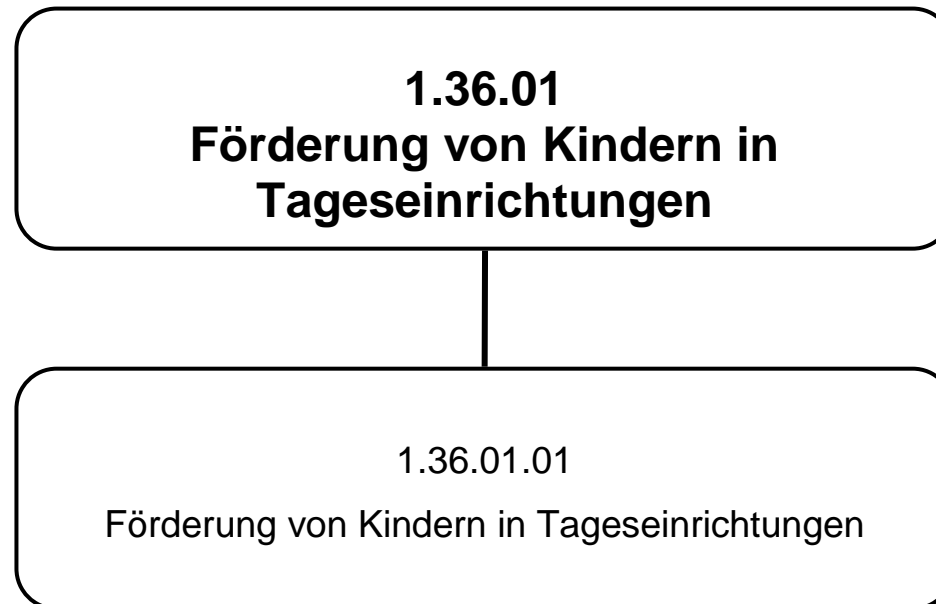 1.36.01
Förderung von Kindern in
Tageseinrichtungen
1.36.01.01
Förderung von Kindern in Tageseinrichtungen